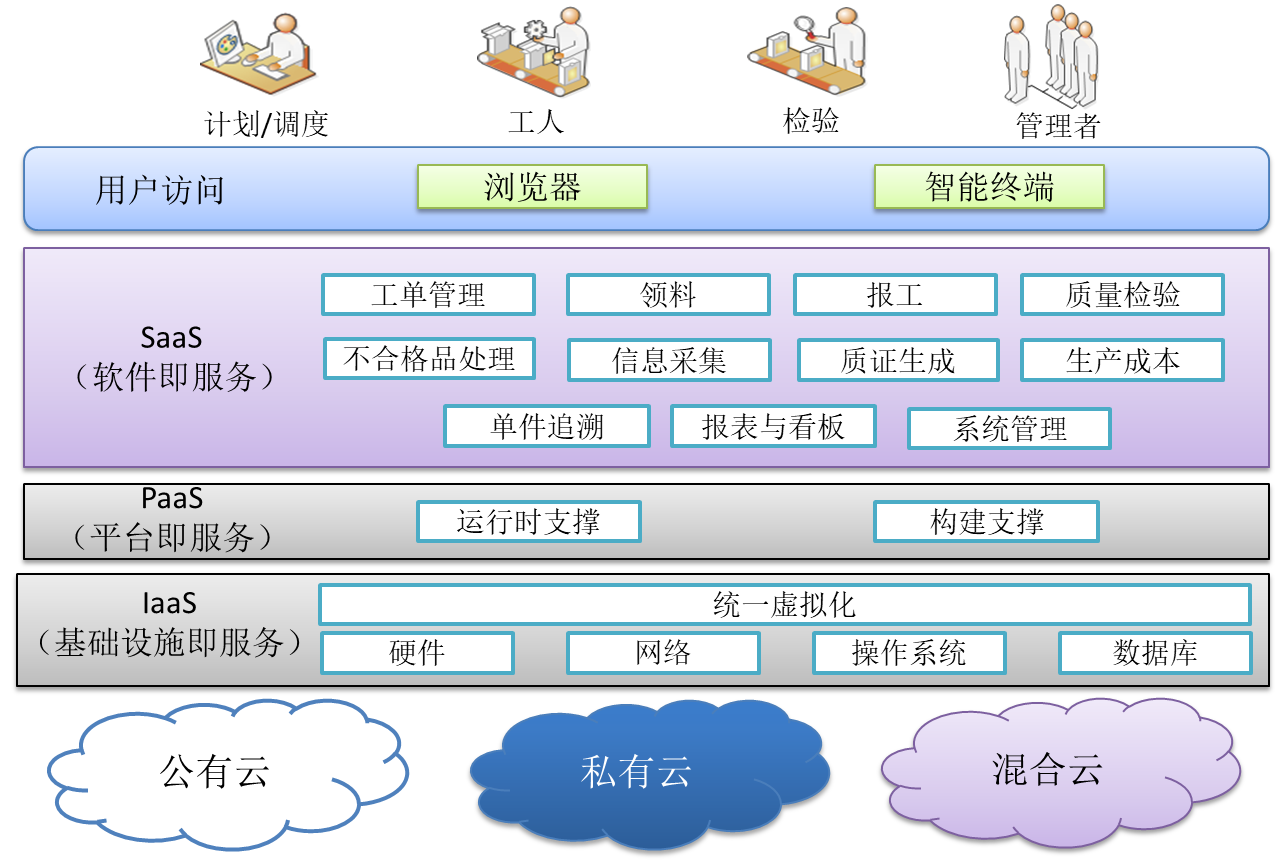 计划/调度
工人
检验
管理者
用户访问
浏览器
智能终端
SaaS
（软件即服务）
工单管理
领料
报工
质量检验
不合格品处理
信息采集
质证生成
生产成本
单件追溯
报表与看板
系统管理
PaaS
（平台即服务）
运行时支撑
构建支撑
IaaS
（基础设施即服务）
统一虚拟化
硬件
网络
操作系统
数据库
公有云
私有云
混合云